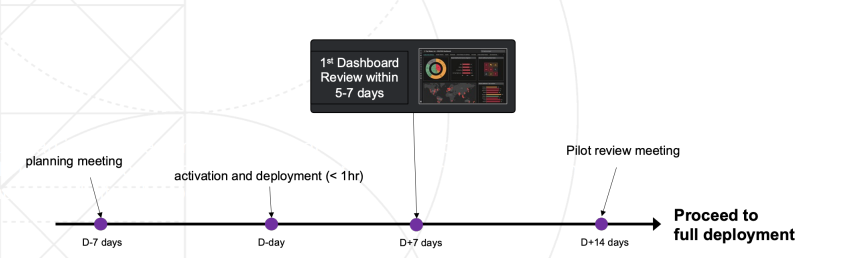 1st Dashboard
Review within
5-7 days
planning meeting
activation and deployment (< 1hr)
Pilot review meeting
D-7 days
D-day
D+7 days
D+14 days
Proceed to
full deployment